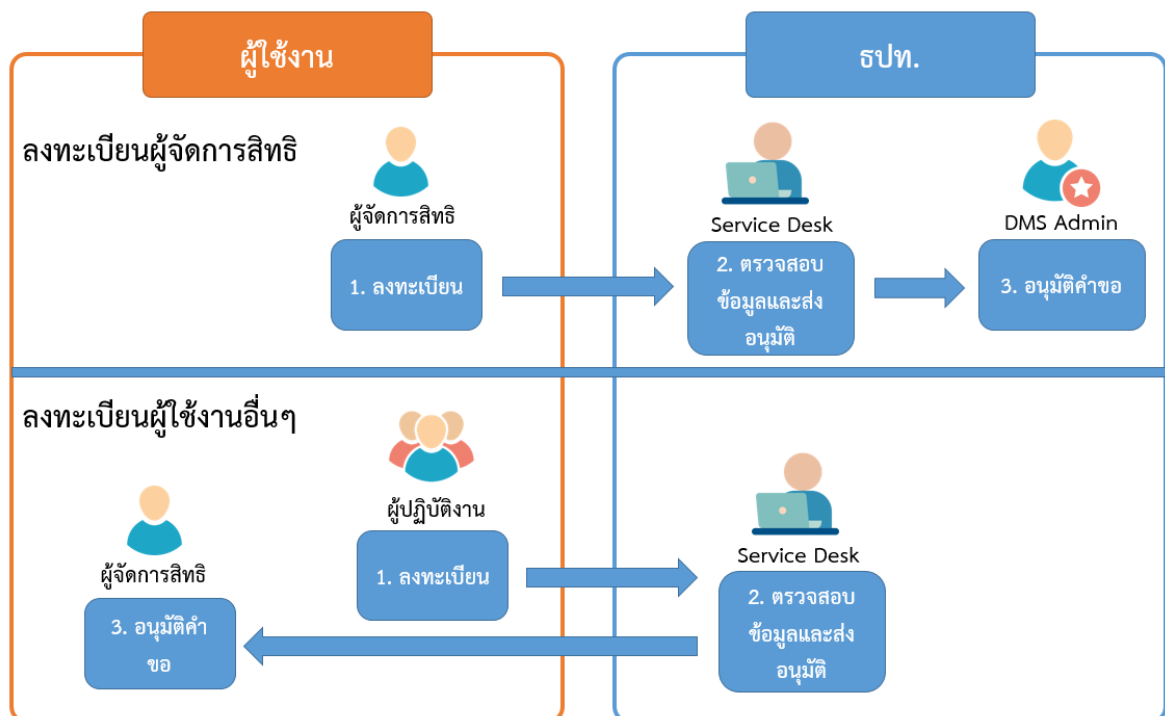 ผู้ใช้งาน
ธปท.
ลงทะเบียนผู้จัดการสิทธิ
ผู้จัดการสิทธิ
1. ลงทะเบียน
Service Desk
2. ตรวจสอบ
ข้อมูลและส่ง
อนุมัติ
DMS Admin
3. อนุมัติคำขอ
ลงทะเบียนผู้ใช้งานอื่นๆ
ผู้ปฏิบัติงาน
1. ลงทะเบียน
Service Desk
2. ตรวจสอบ
ข้อมูลและส่ง
อนุมัติ
ผู้จัดการสิทธิ
3. อนุมัติคำ
ขอ